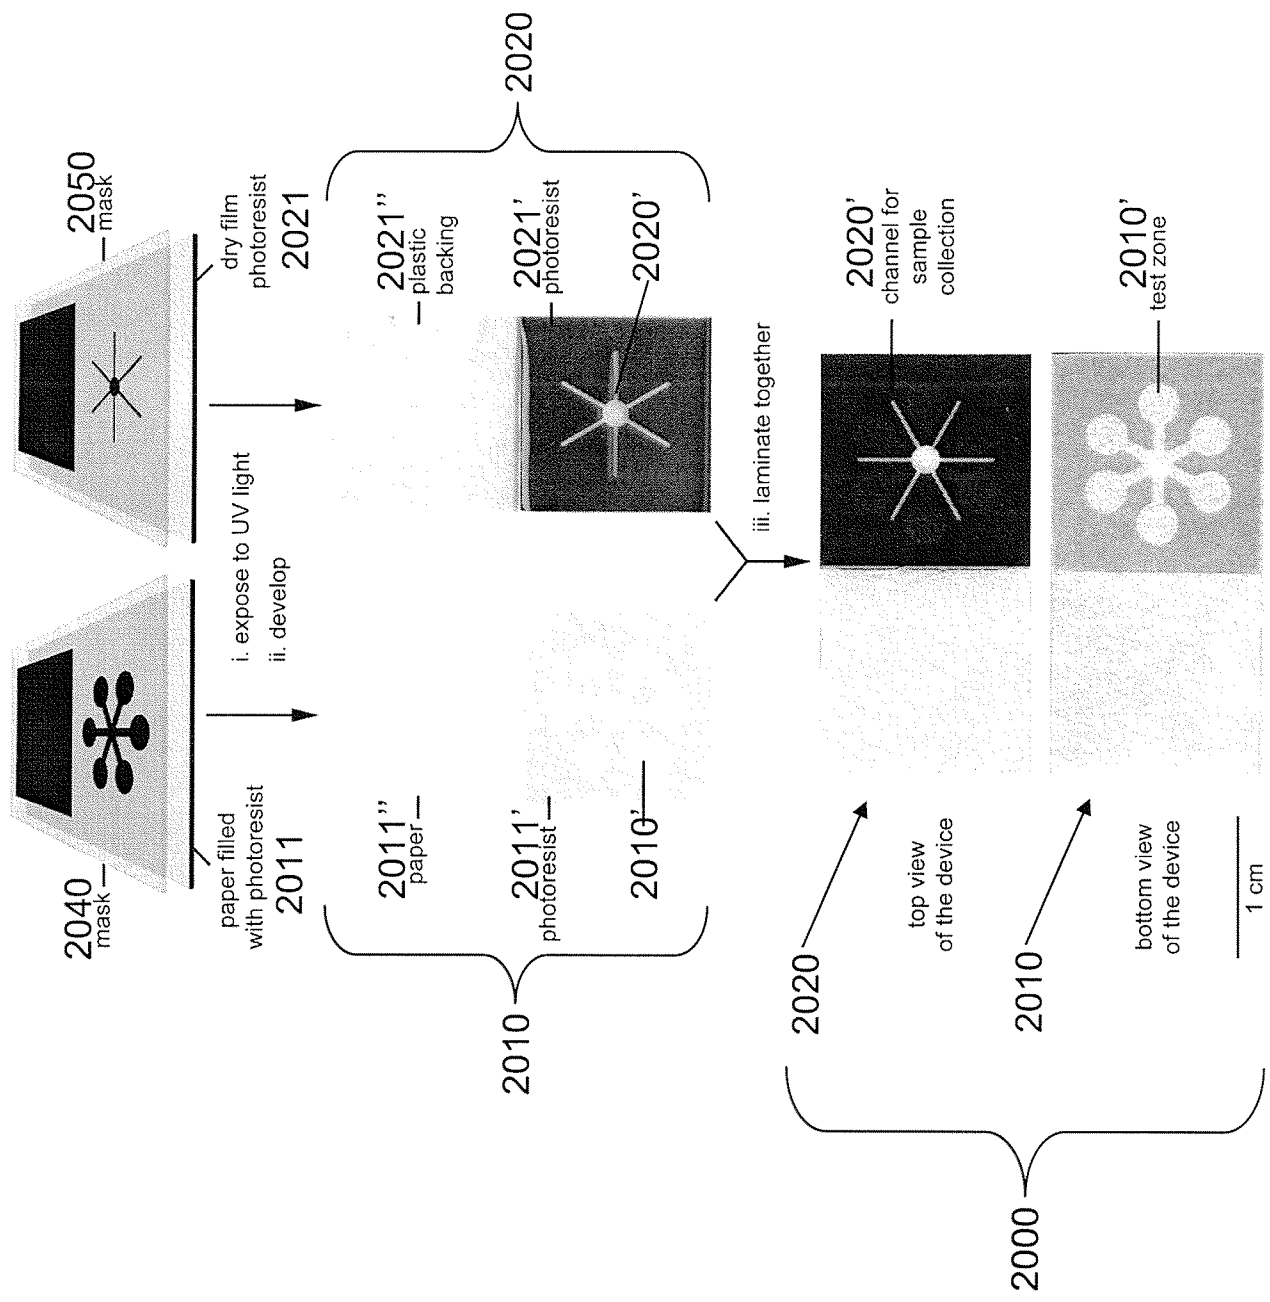 2040
mask
2050
mask
paper filled
with photoresist
2011
i. expose to UV light
ii. develop
dry film
photoresist
2021
2010
2011’’
paper
2011’
photoresist
2010’
2021’’
plastic
backing
2021’
photoresist
2020’
2020
iii. laminate together
2000
2020
top view
of the device
2020’
channel for
sample
collection
2010
bottom view
of the device
2010’
test zone
1 cm